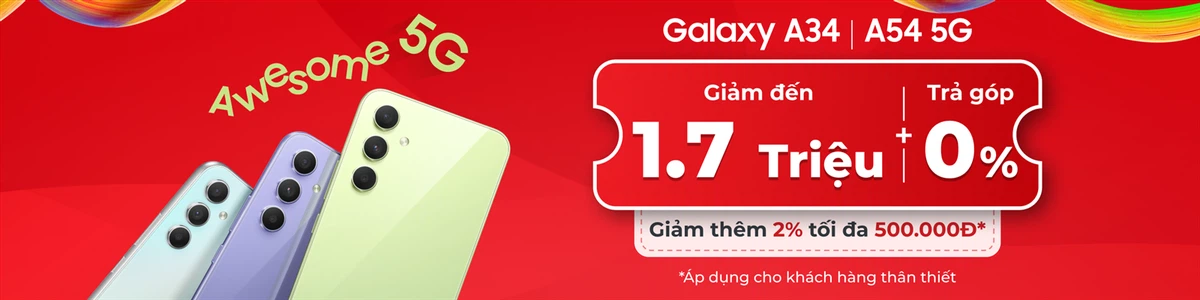 Awesome 5G
Galaxy A34 | A54 5G
Giảm đến
1.7 Triệu
+
Trả góp
0%
Giảm thêm 2% tối đa 500.000Đ*
*Áp dụng cho khách hàng thân thiết